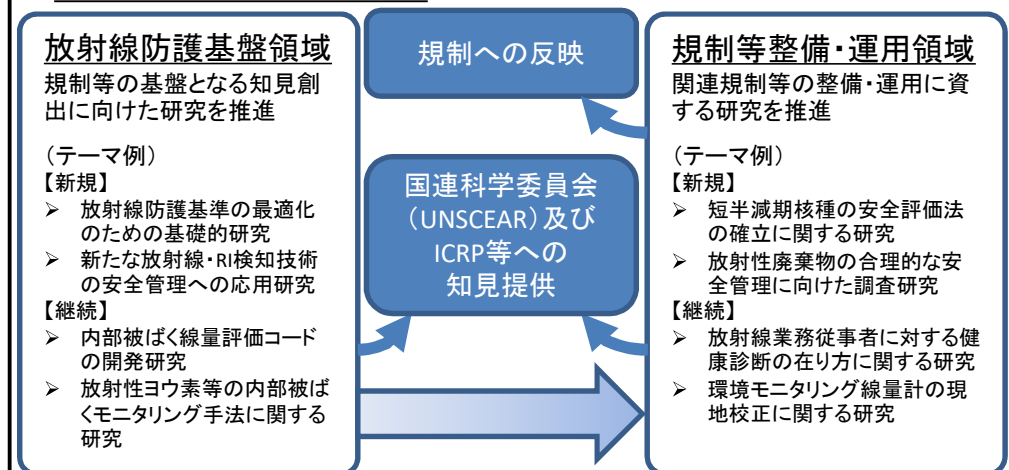 放射線防護基盤領域
規制等の基盤となる知見創
出に向けた研究を推進
（テーマ例）
【新規】
➢ 放射線防護基準の最適化
のための基礎的研究
➢ 新たな放射線・RI検知技術
の安全管理への応用研究
【継続】
➢ 内部被ばく線量評価コード
の開発研究
➢ 放射性ヨウ素等の内部被ば
くモニタリング手法に関する
研究
規制への反映
国連科学委員会
（UNSCEAR）及び
ICRP等への
知見提供
規制等整備・運用領域
関連規制等の整備・運用に資
する研究を推進
（テーマ例）
【新規】
➢ 短半減期核種の安全評価法
の確立に関する研究
➢ 放射性廃棄物の合理的な安
全管理に向けた調査研究
【継続】
➢ 放射線業務従事者に対する健
康診断の在り方に関する研究
➢ 環境モニタリング線量計の現
地校正に関する研究